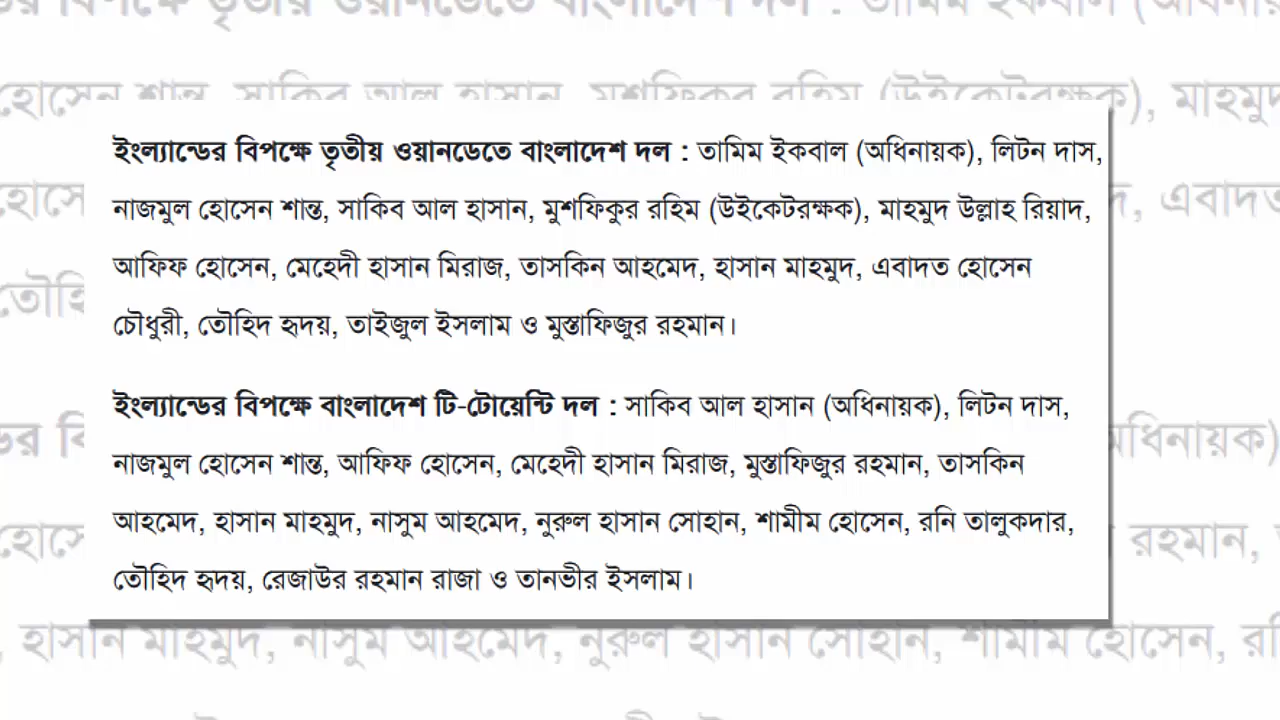 ইংল্যান্ডের বিপক্ষে তৃতীয় ওয়ানডেতে বাংলাদেশ দল : তামিম ইকবাল (অধিনায়ক), লিটন দাস,
নাজমুল হোসেন শান্ত, সাকিব আল হাসান, মুশফিকুর রহিম (উইকেটরক্ষক), মাহমুদ উল্লাহ রিয়াদ,
আফিফ হোসেন, মেহেদী হাসান মিরাজ, তাসকিন আহমেদ, হাসান মাহমুদ, এবাদত হোসেন
চৌধুরী, তৌহিদ হৃদয়, তাইজুল ইসলাম ও মুস্তাফিজুর রহমান।
ইংল্যান্ডের বিপক্ষে বাংলাদেশ টি-টোয়েন্টি দল : সাকিব আল হাসান (অধিনায়ক), লিটন দাস,
নাজমুল হোসেন শান্ত, আফিফ হোসেন, মেহেদী হাসান মিরাজ, মুস্তাফিজুর রহমান, তাসকিন
আহমেদ, হাসান মাহমুদ, নাসুম আহমেদ, নুরুল হাসান সোহান, শামীম হোসেন, রনি তালুকদার,
তৌহিদ হৃদয়, রেজাউর রহমান রাজা ও তানভীর ইসলাম।